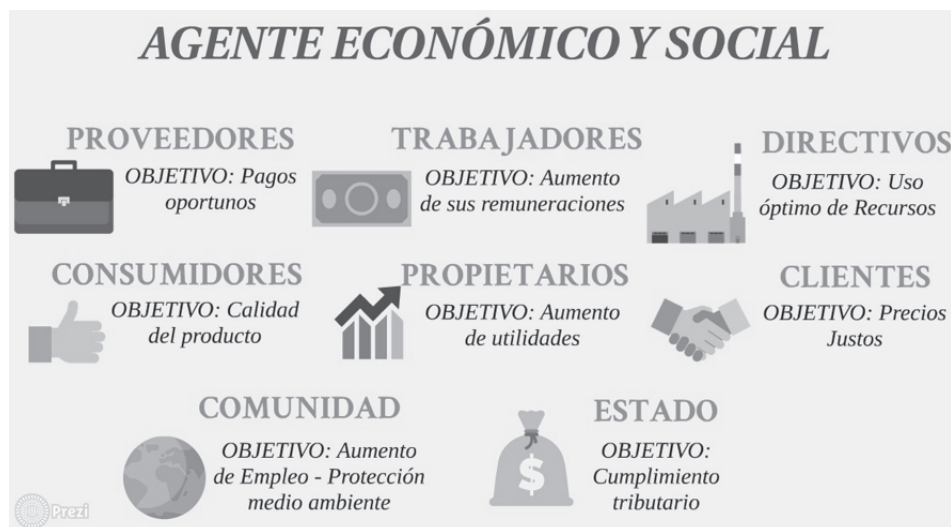 AGENTE ECONÓMICO Y SOCIAL
PROVEEDORES
OBJETIVO: Pagos
oportunos
TRABAJADORES
OBJETIVO: Aumento
de sus remuneraciones
DIRECTIVOS
OBJETIVO: Uso
óptimo de Recursos
CONSUMIDORES
OBJETIVO: Calidad
del producto
PROPIETARIOS
OBJETIVO: Aumento
de utilidades
CLIENTES
OBJETIVO: Precios
Justos
COMUNIDAD
OBJETIVO: Aumento
de Empleo - Protección
medio ambiente
ESTADO
$
OBJETIVO:
Cumplimiento
tributario
Prezi